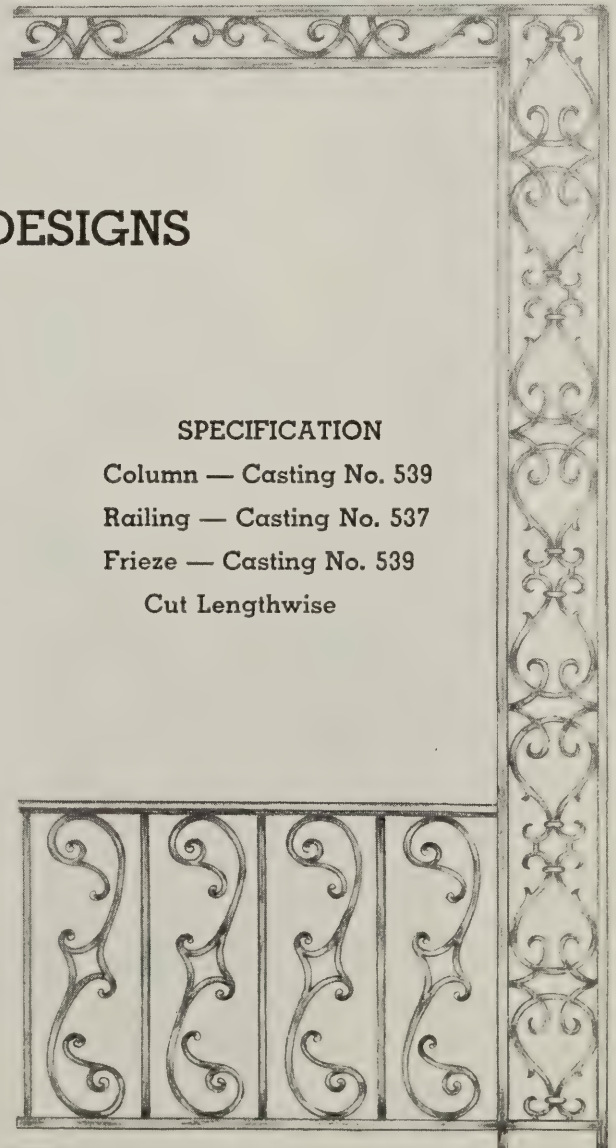 DESIGNS
SPECIFICATION
Column — Casting No. 539
Railing — Casting No. 537
Frieze — Casting No. 539
Cut Lengthwise